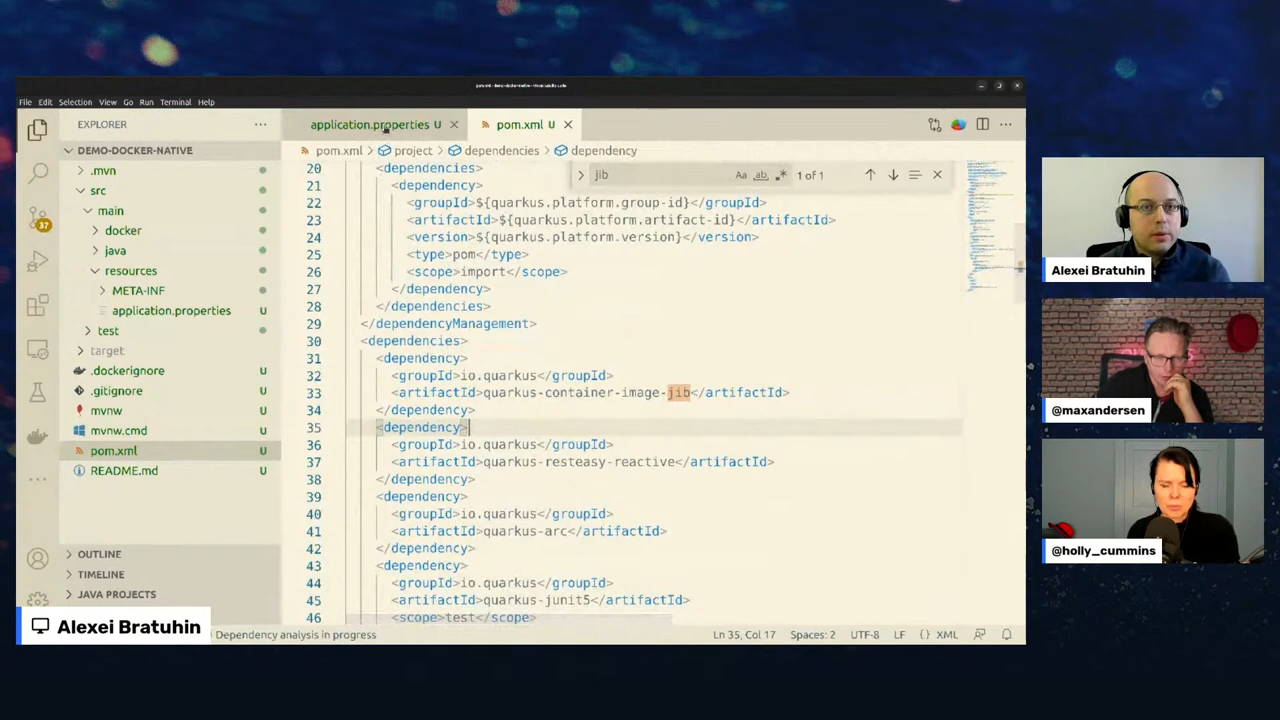 File Edit Selection View Go Run Terminal Help
EXPLORER
application.properties U
pom.xml U
DEMO-DOCKER-NATIVE
.mvn
src
main
docker
java
resources
META-INF
application.properties U
test
target
.dockerignore U
.gitignore U
mvnw U
mvnw.cmd U
pom.xml U
README.md U
OUTLINE
TIMELINE
JAVA PROJECTS
37
pom.xml > project > dependencies > dependency
jib
Aa ab 1 of 1
20 <dependencies>
21 <dependency>
22 <groupId>${quarkus.platform.group-id}</groupId>
23 <artifactId>${quarkus.platform.artifact-id}</artifactId>
24 <version>${quarkus.platform.version}</version>
25 <type>pom</type>
26 <scope>import</scope>
27 </dependency>
28 </dependencies>
29 </dependencyManagement>
30 <dependencies>
31 <dependency>
32 <groupId>io.quarkus</groupId>
33 <artifactId>quarkus-container-image-jib</artifactId>
34 </dependency>
35 <dependency>
36 <groupId>io.quarkus</groupId>
37 <artifactId>quarkus-resteasy-reactive</artifactId>
38 </dependency>
39 <dependency>
40 <groupId>io.quarkus</groupId>
41 <artifactId>quarkus-arc</artifactId>
42 </dependency>
43 <dependency>
44 <groupId>io.quarkus</groupId>
45 <artifactId>quarkus-junit5</artifactId>
46 <scope>test</scope>
Dependency analysis in progress
Ln 35, Col 17 Spaces: 2 UTF-8 LF {} XML
Alexei Bratuhin
Alexei Bratuhin
@maxandersen
@holly_cummins